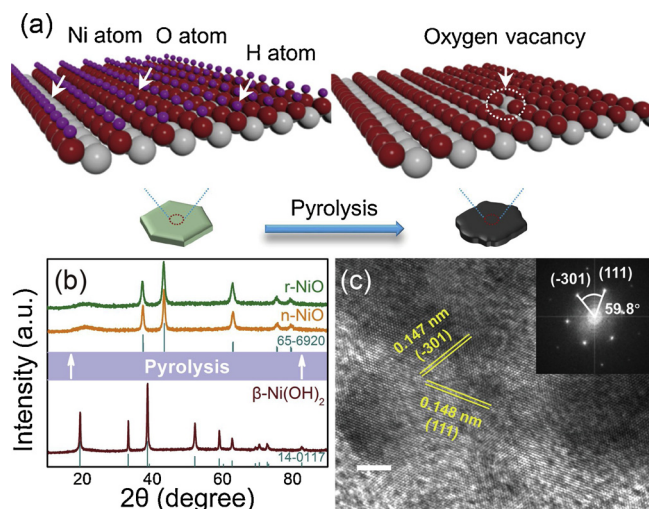 (a)
Ni atom
O atom
H atom
Oxygen vacancy
Pyrolysis
(b)
r-NiO
n-NiO
65-6920
Pyrolysis
β-Ni(OH)₂
14-0117
Intensity (a.u.)
20 40 60 80
2θ (degree)
(c)
(-301)
(111)
59.8°
0.147 nm
(-301)
0.148 nm
(111)